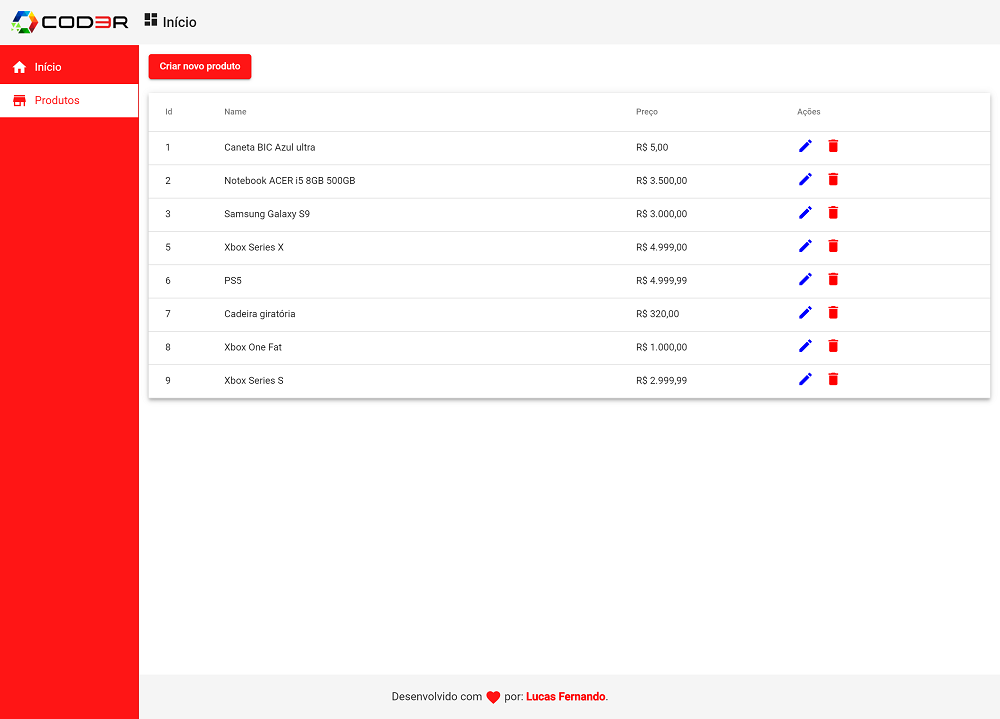 COD3R Início
Início
Produtos
Criar novo produto
Id Name Preço Ações
1 Caneta BIC Azul ultra R$ 5,00
2 Notebook ACER i5 8GB 500GB R$ 3.500,00
3 Samsung Galaxy S9 R$ 3.000,00
5 Xbox Series X R$ 4.999,00
6 PS5 R$ 4.999,99
7 Cadeira giratória R$ 320,00
8 Xbox One Fat R$ 1.000,00
9 Xbox Series S R$ 2.999,99
Desenvolvido com por: Lucas Fernando.